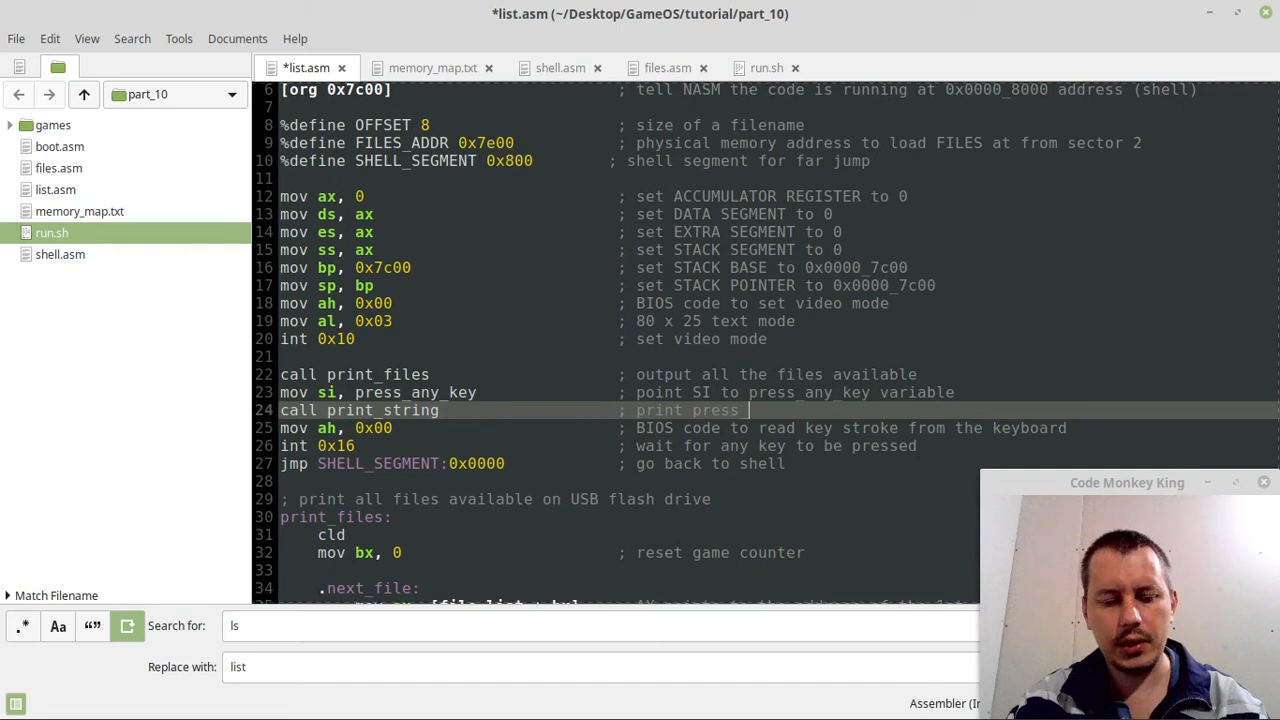 *list.asm (~/Desktop/GameOS/tutorial/part_10)
File Edit View Search Tools Documents Help
*list.asm memory_map.txt shell.asm files.asm run.sh
part_10
games
boot.asm
files.asm
list.asm
memory_map.txt
run.sh
shell.asm
6 [org 0x7c00] ; tell NASM the code is running at 0x0000_8000 address (shell)
7
8 %define OFFSET 8 ; size of a filename
9 %define FILES_ADDR 0x7e00 ; physical memory address to load FILES at from sector 2
10 %define SHELL_SEGMENT 0x800 ; shell segment for far jump
11
12 mov ax, 0 ; set ACCUMULATOR REGISTER to 0
13 mov ds, ax ; set DATA SEGMENT to 0
14 mov es, ax ; set EXTRA SEGMENT to 0
15 mov ss, ax ; set STACK SEGMENT to 0
16 mov bp, 0x7c00 ; set STACK BASE to 0x0000_7c00
17 mov sp, bp ; set STACK POINTER to 0x0000_7c00
18 mov ah, 0x00 ; BIOS code to set video mode
19 mov al, 0x03 ; 80 x 25 text mode
20 int 0x10 ; set video mode
21
22 call print_files ; output all the files available
23 mov si, press_any_key ; point SI to press_any_key variable
24 call print_string ; print press
25 mov ah, 0x00 ; BIOS code to read key stroke from the keyboard
26 int 0x16 ; wait for any key to be pressed
27 jmp SHELL_SEGMENT:0x0000 ; go back to shell
28
29 ; print all files available on USB flash drive
30 print_files:
31 cld
32 mov bx, 0 ; reset game counter
33
34 .next_file:
Match Filename
.* Aa “” Search for: ls
Replace with: list
Code Monkey King
Assembler (In